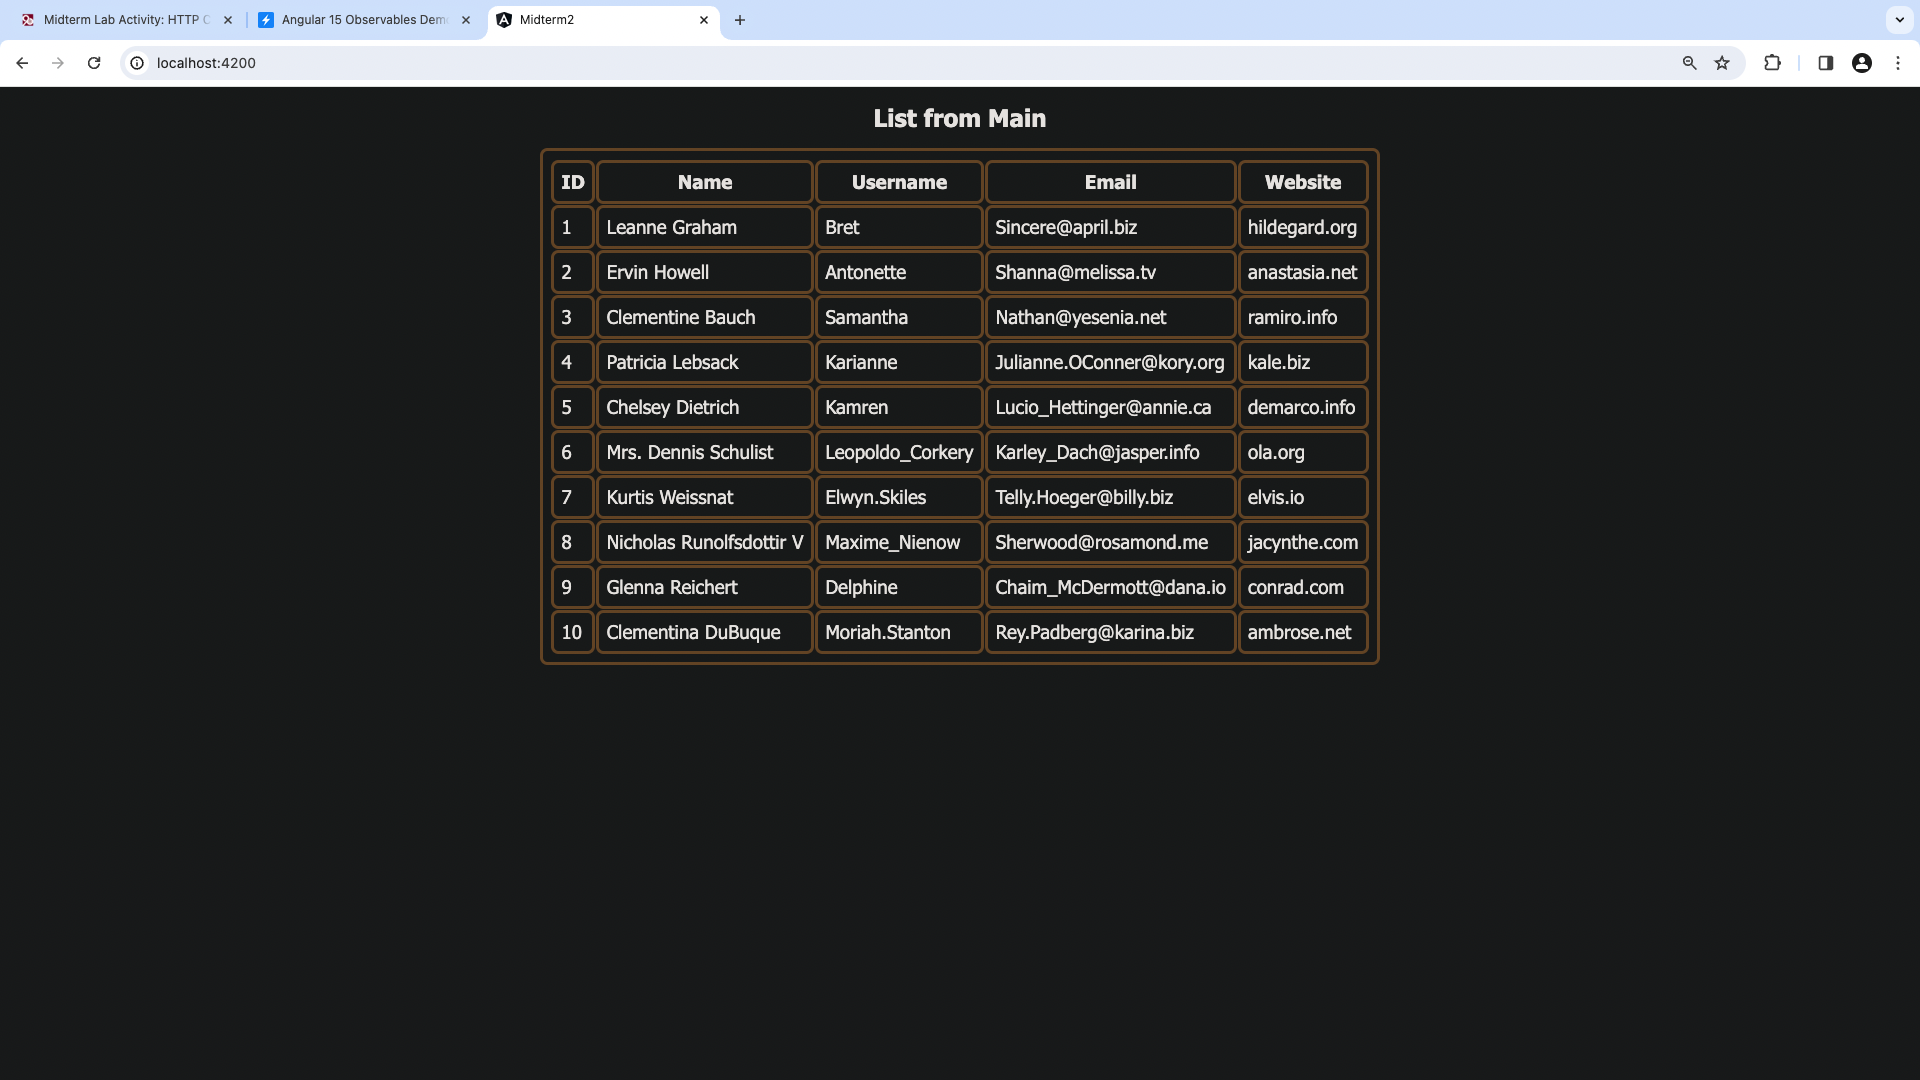 Midterm Lab Activity: HTTP C
Angular 15 Observables Dem
Midterm2
localhost:4200
List from Main
ID Name Username Email Website
1 Leanne Graham Bret Sincere@april.biz hildegard.org
2 Ervin Howell Antonette Shanna@melissa.tv anastasia.net
3 Clementine Bauch Samantha Nathan@yesenia.net ramiro.info
4 Patricia Lebsack Karianne Julianne.OConner@kory.org kale.biz
5 Chelsey Dietrich Kamren Lucio_Hettinger@annie.ca demarco.info
6 Mrs. Dennis Schulist Leopoldo_Corkery Karley_Dach@jasper.info ola.org
7 Kurtis Weissnat Elwyn.Skiles Telly.Hoeger@billy.biz elvis.io
8 Nicholas Runolfsdottir V Maxime_Nienow Sherwood@rosamond.me jacynthe.com
9 Glenna Reichert Delphine Chaim_McDermott@dana.io conrad.com
10 Clementina DuBuque Moriah.Stanton Rey.Padberg@karina.biz ambrose.net